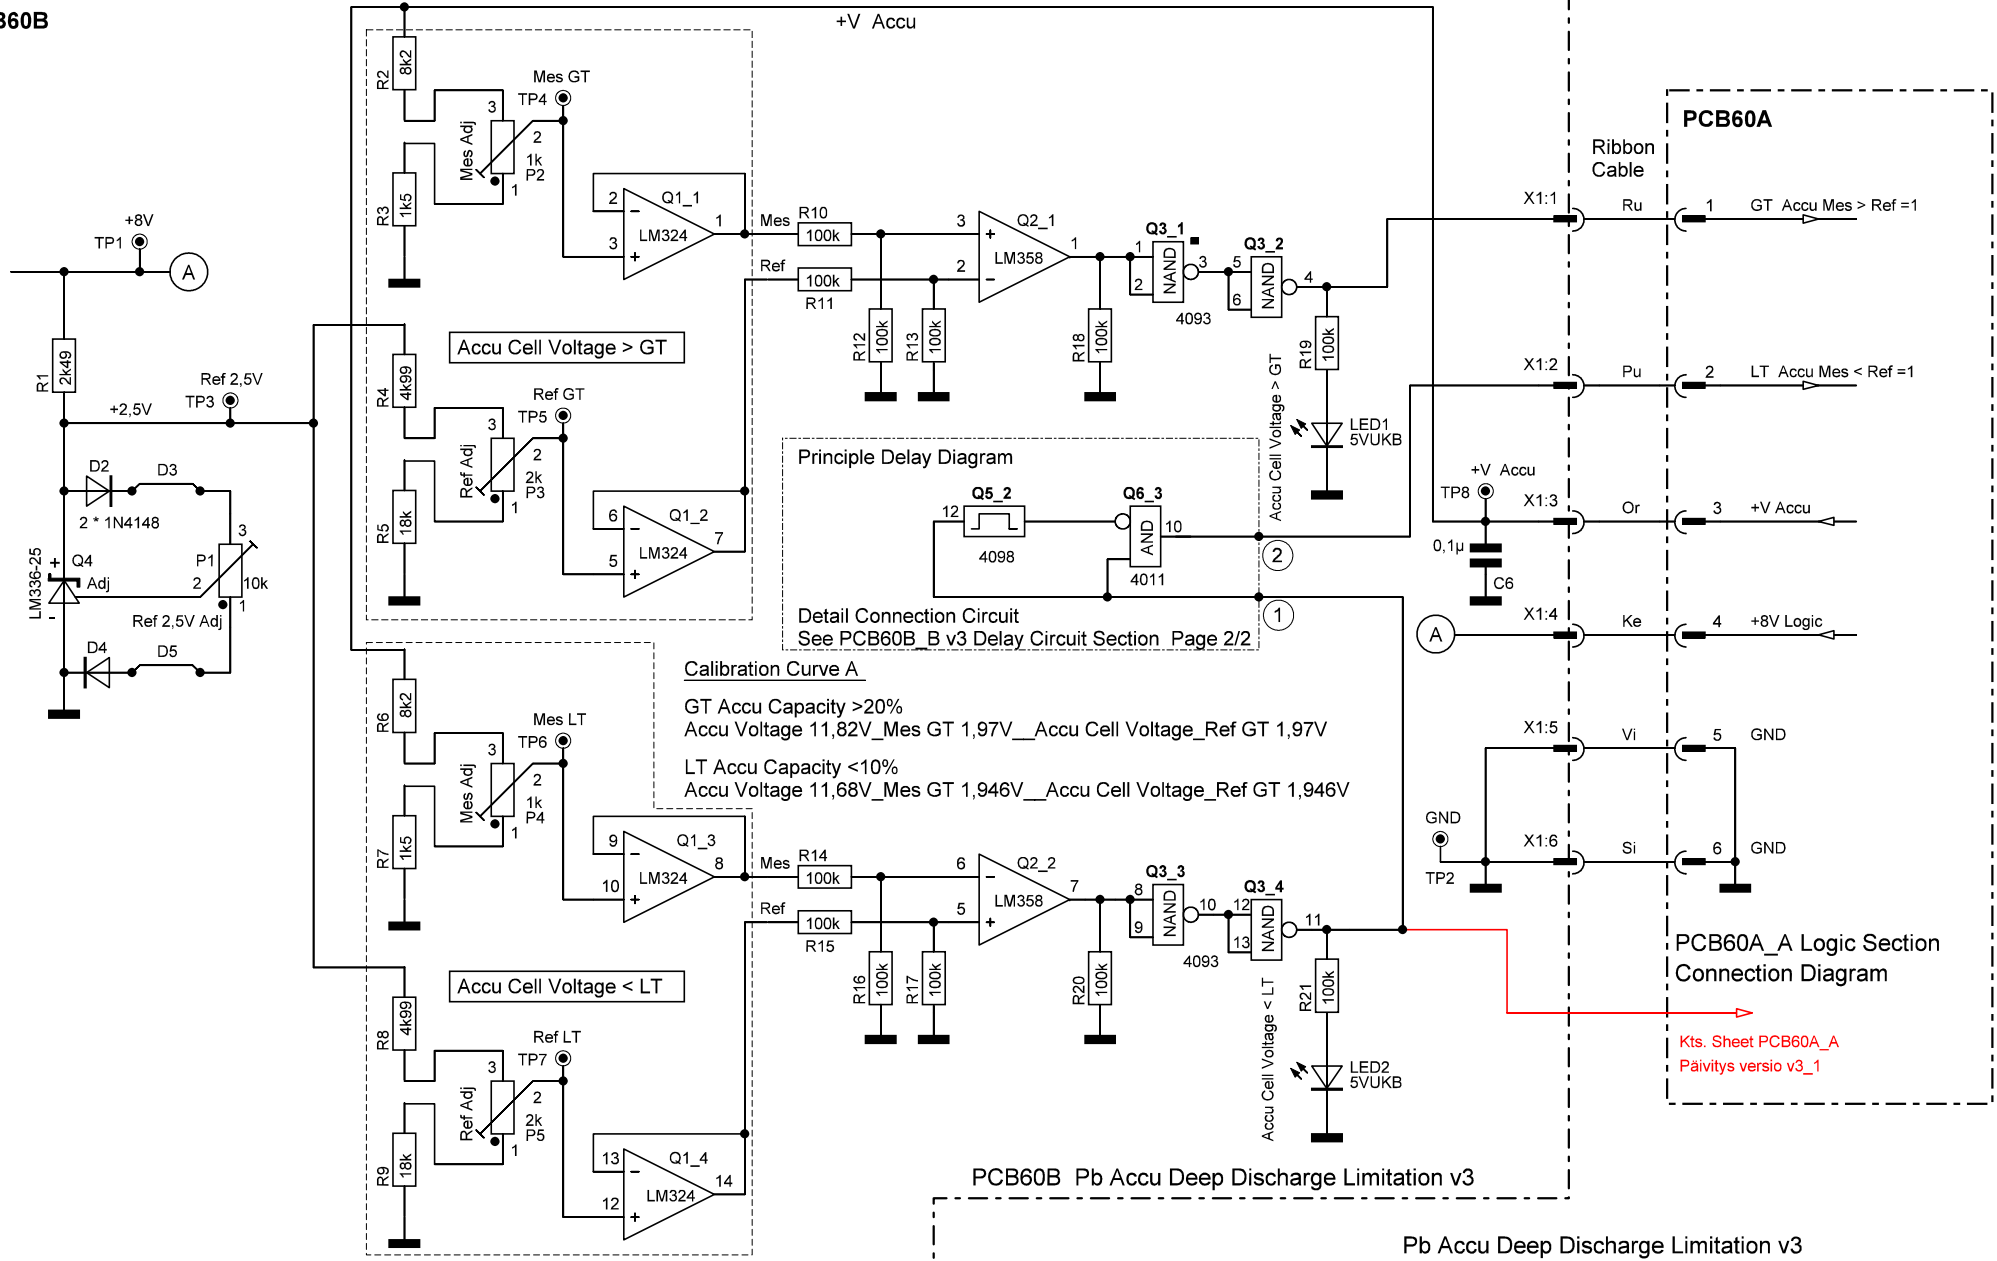 360B
+V Accu
R2
8k2
Mes GT
TP4
3
Mes Adj
2
1k
P2
1
R3
1k5
2
Q1_1
LM324
1
3
Mes
R10
100k
3
Q2_1
LM358
1
2
Ref
100k
R11
R12
100k
R13
100k
R18
100k
Q3_1
1
NAND
3
2
4093
Q3_2
5
NAND
4
6
R19
100k
Accu Cell Voltage > GT
LED1
5VUKB
+8V
TP1
A
R1
2k49
Ref 2,5V
TP3
+2,5V
D2
D3
2 * 1N4148
3
LM336-25
+
Q4
Adj
-
P1
2
10k
1
Ref 2,5V Adj
D4
D5
Accu Cell Voltage > GT
R4
4k99
Ref GT
TP5
3
Ref Adj
2
2k
P3
1
R5
18k
6
Q1_2
LM324
7
5
Principle Delay Diagram
Q5_2
12
4098
Q6_3
AND
10
4011
2
1
Detail Connection Circuit
See PCB60B_B v3 Delay Circuit Section Page 2/2
Calibration Curve A
GT Accu Capacity >20%
Accu Voltage 11,82V_Mes GT 1,97V__Accu Cell Voltage_Ref GT 1,97V
LT Accu Capacity <10%
Accu Voltage 11,68V_Mes GT 1,946V__Accu Cell Voltage_Ref GT 1,946V
R6
8k2
Mes LT
TP6
3
Mes Adj
2
1k
P4
1
R7
1k5
9
Q1_3
LM324
8
10
Mes
R14
100k
6
Q2_2
LM358
7
5
Ref
100k
R15
R16
100k
R17
100k
R20
100k
Q3_3
8
NAND
10
9
4093
Q3_4
12
NAND
11
13
R21
100k
Accu Cell Voltage < LT
LED2
5VUKB
Accu Cell Voltage < LT
R8
4k99
Ref LT
TP7
3
Ref Adj
2
2k
P5
1
R9
18k
13
Q1_4
LM324
14
12
PCB60A
Ribbon
Cable
X1:1
Ru
1
GT Accu Mes > Ref =1
X1:2
Pu
2
LT Accu Mes < Ref =1
+V Accu
TP8
X1:3
Or
3
+V Accu
0,1µ
C6
A
X1:4
Ke
4
+8V Logic
X1:5
Vi
5
GND
GND
TP2
X1:6
Si
6
GND
PCB60A_A Logic Section
Connection Diagram
Kts. Sheet PCB60A_A
Päivitys versio v3_1
PCB60B Pb Accu Deep Discharge Limitation v3
Pb Accu Deep Discharge Limitation v3